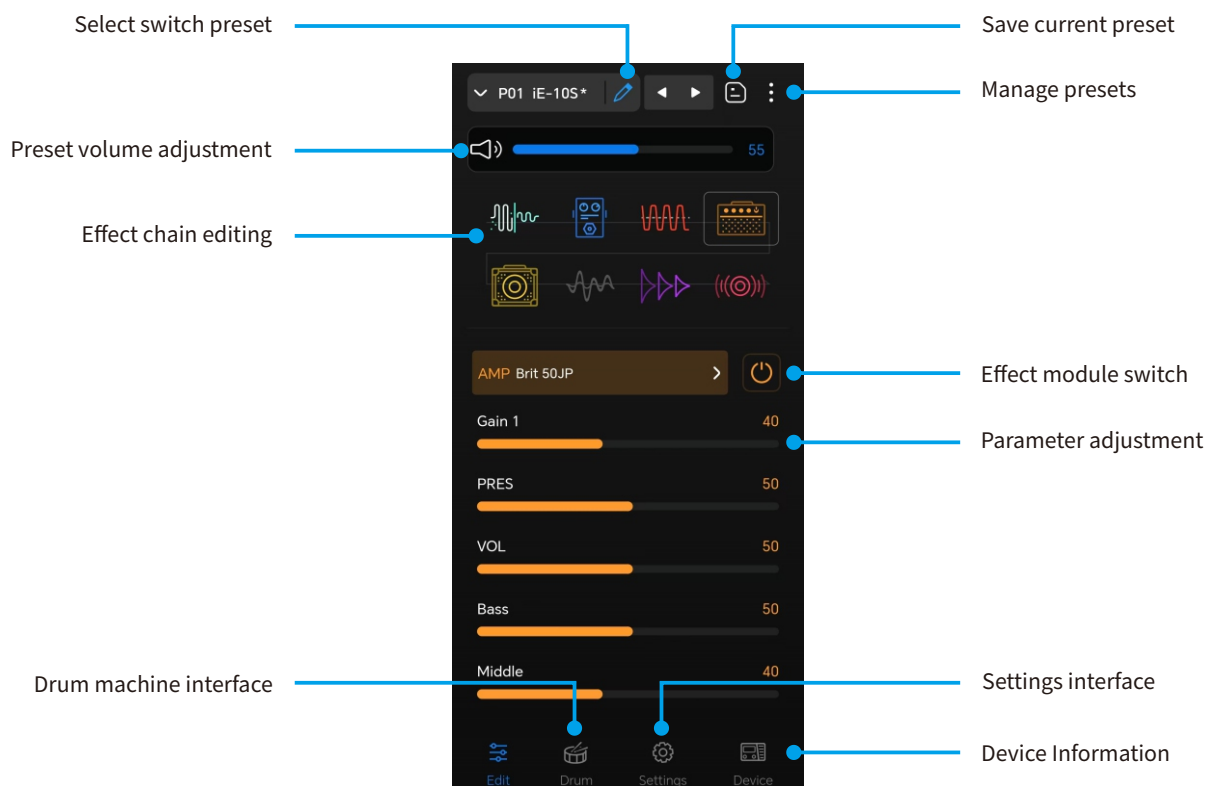 Select switch preset
Save current preset
P01 iE-10S*
Manage presets
Preset volume adjustment
55
Effect chain editing
AMP Brit 50JP
Effect module switch
Gain 1 40
Parameter adjustment
PRES 50
VOL 50
Bass 50
Middle 40
Drum machine interface
Settings interface
Device Information
Edit Drum Settings Device